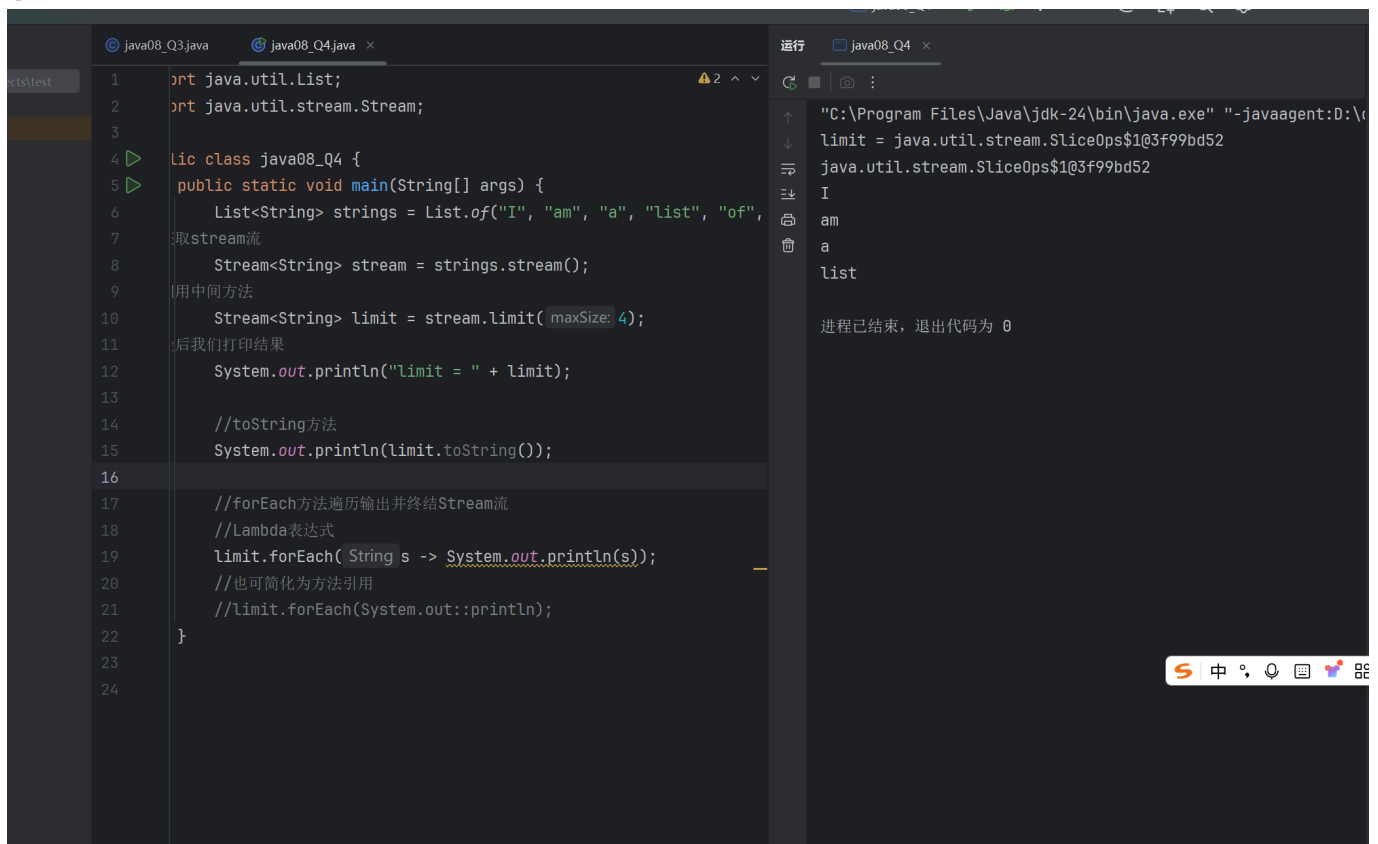 java08_Q3.java
java08_Q4.java
运行
java08_Q4
ects\test
1 ort java.util.List;
2
2 ort java.util.stream.Stream;
3
4 lic class java08_Q4 {
5 public static void main(String[] args) {
6 List<String> strings = List.of("I", "am", "a", "list", "of",
7 取stream流
8 Stream<String> stream = strings.stream();
9 用中间方法
10 Stream<String> limit = stream.limit( maxSize: 4);
11 后我们打印结果
12 System.out.println("limit = " + limit);
13
14 //toString方法
15 System.out.println(limit.toString());
16
17 //forEach方法遍历输出并终结Stream流
18 //Lambda表达式
19 limit.forEach( String s -> System.out.println(s));
20 //也可简化为方法引用
21 //limit.forEach(System.out::println);
22 }
23
24
"C:\Program Files\Java\jdk-24\bin\java.exe" "-javaagent:D:\
limit = java.util.stream.SliceOps$1@3f99bd52
java.util.stream.SliceOps$1@3f99bd52
I
am
a
list
进程已结束，退出代码为 0
中